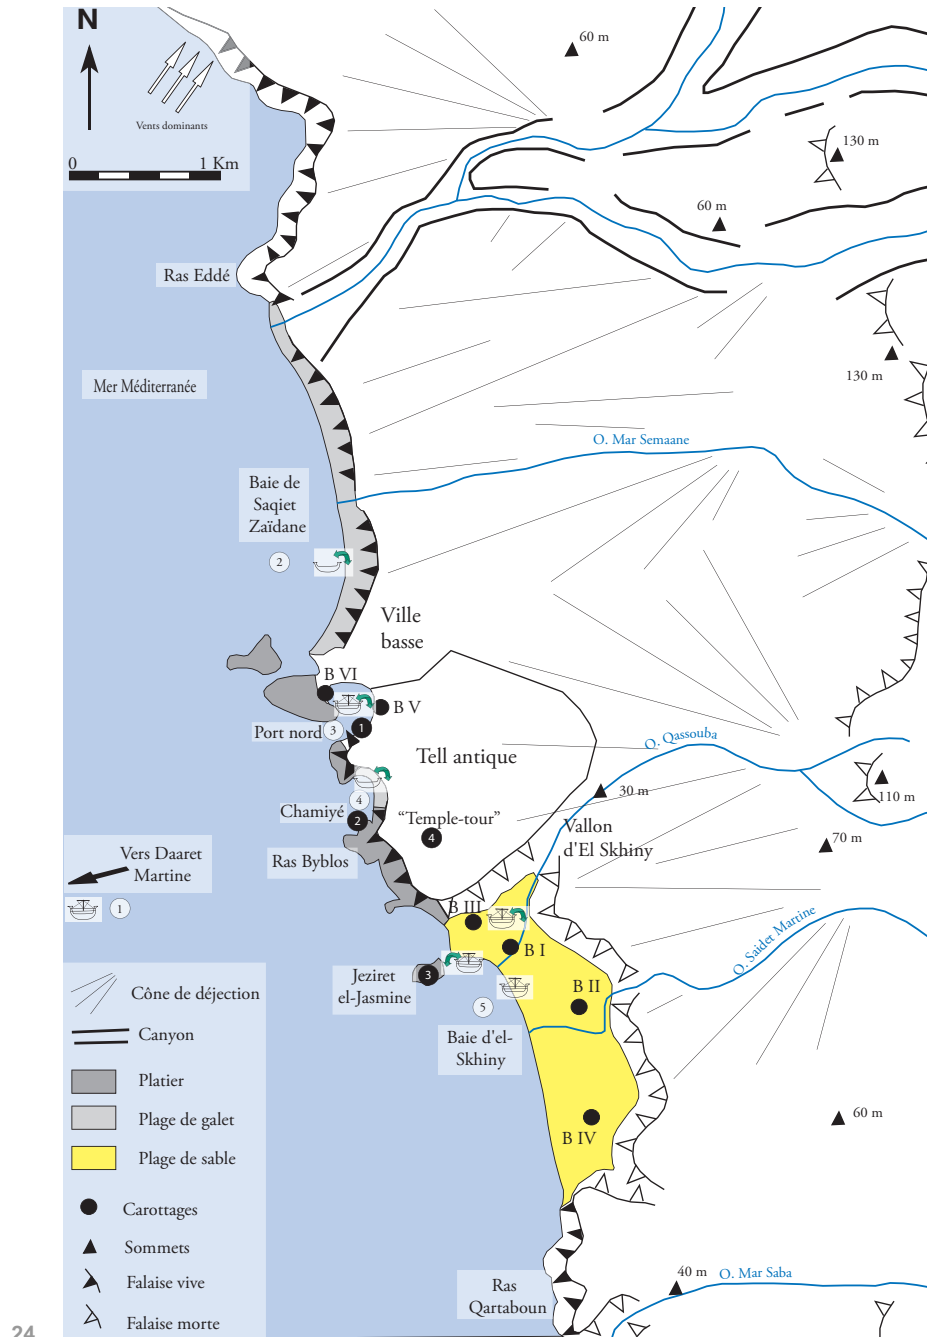 N
60 m
Vents dominants
0
1 Km
130 m
60 m
Ras Eddé
130 m
Mer Méditerranée
O. Mar Semaane
Baie de
Saqiet
Zaïdane
2
Ville
basse
B VI
B V
Port nord
3
1
O. Qassouba
Tell antique
30 m
110 m
4
Chamiyé
2
“Temple-tour”
4
Vallon
d'El Skhiny
70 m
Ras Byblos
Vers Daaret
Martine
1
B III
B I
O. Saidet Martine
Jeziret
el-Jasmine
3
B II
5
Baie d'el-
Skhiny
Cône de déjection
Canyon
Platier
Plage de galet
60 m
B IV
Plage de sable
Carottages
Sommets
Falaise vive
Falaise morte
Ras
Qartaboun
40 m
O. Mar Saba
24